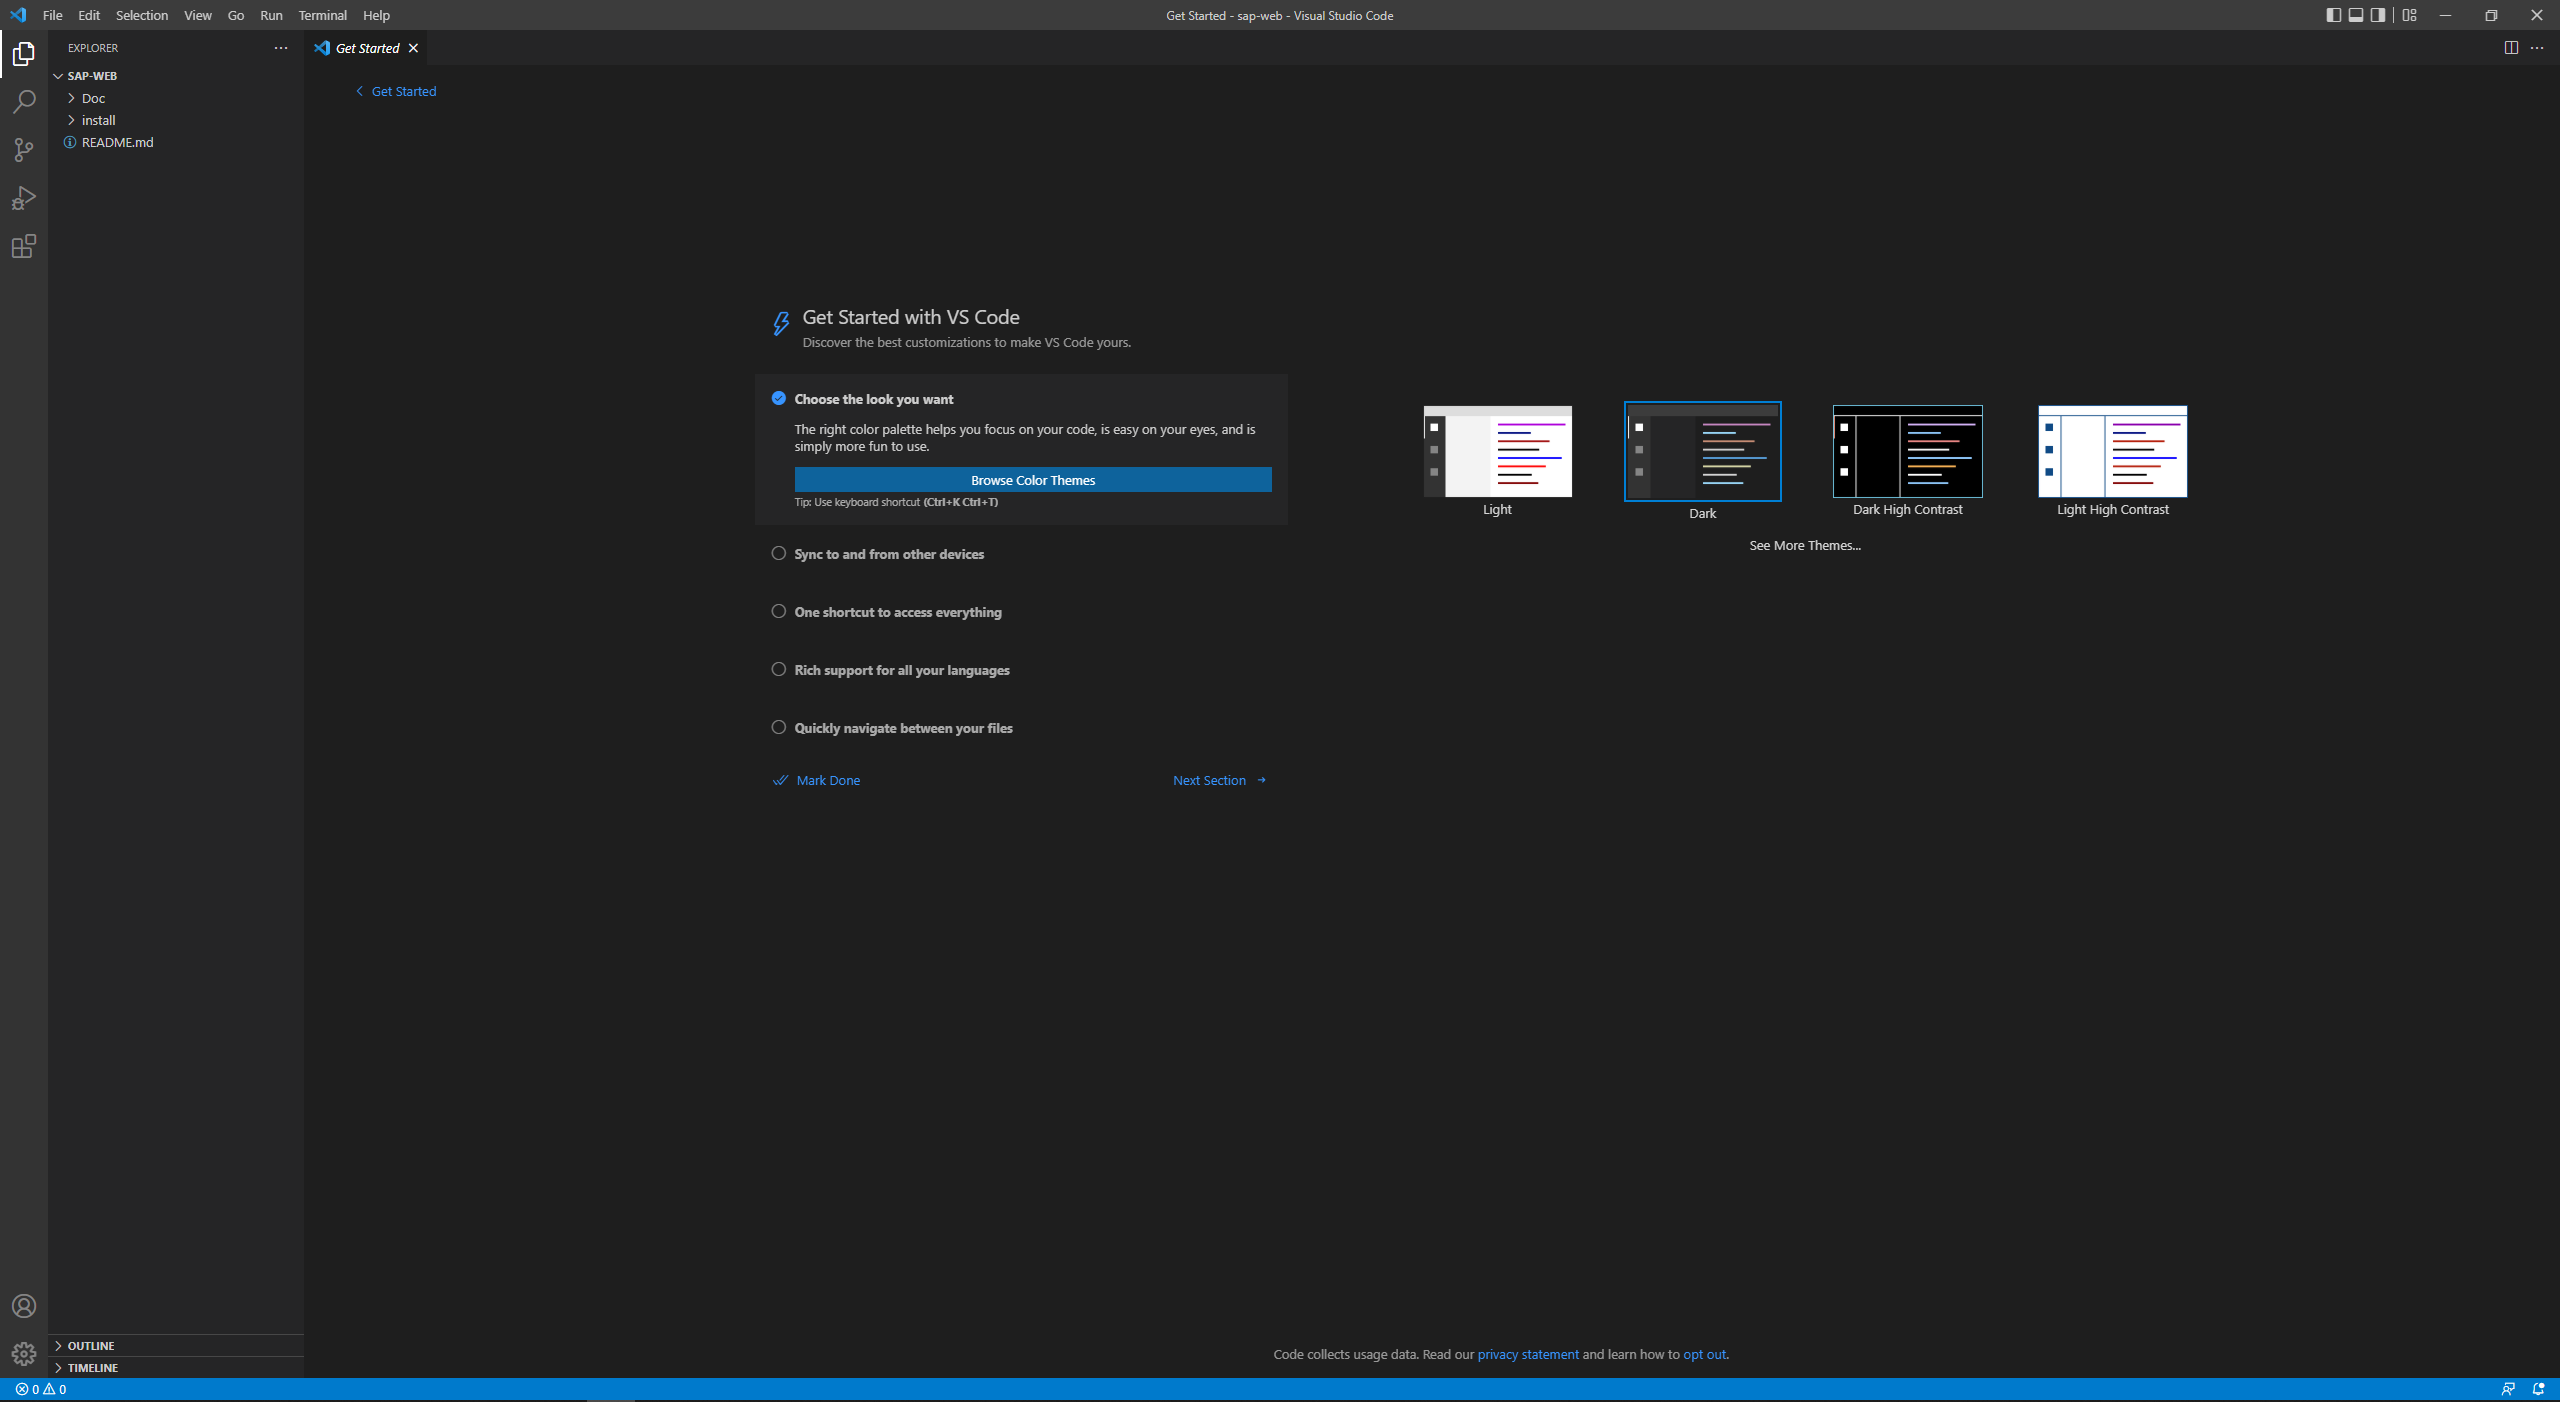 File Edit Selection View Go Run Terminal Help
Get Started - sap-web - Visual Studio Code
EXPLORER
SAP-WEB
Doc
install
README.md
OUTLINE
TIMELINE
Get Started
Get Started
Get Started with VS Code
Discover the best customizations to make VS Code yours.
Choose the look you want
The right color palette helps you focus on your code, is easy on your eyes, and is
simply more fun to use.
Browse Color Themes
Tip: Use keyboard shortcut (Ctrl+K Ctrl+T)
Sync to and from other devices
One shortcut to access everything
Rich support for all your languages
Quickly navigate between your files
Mark Done
Next Section
Light
Dark
Dark High Contrast
Light High Contrast
See More Themes...
Code collects usage data. Read our privacy statement and learn how to opt out.
0 0